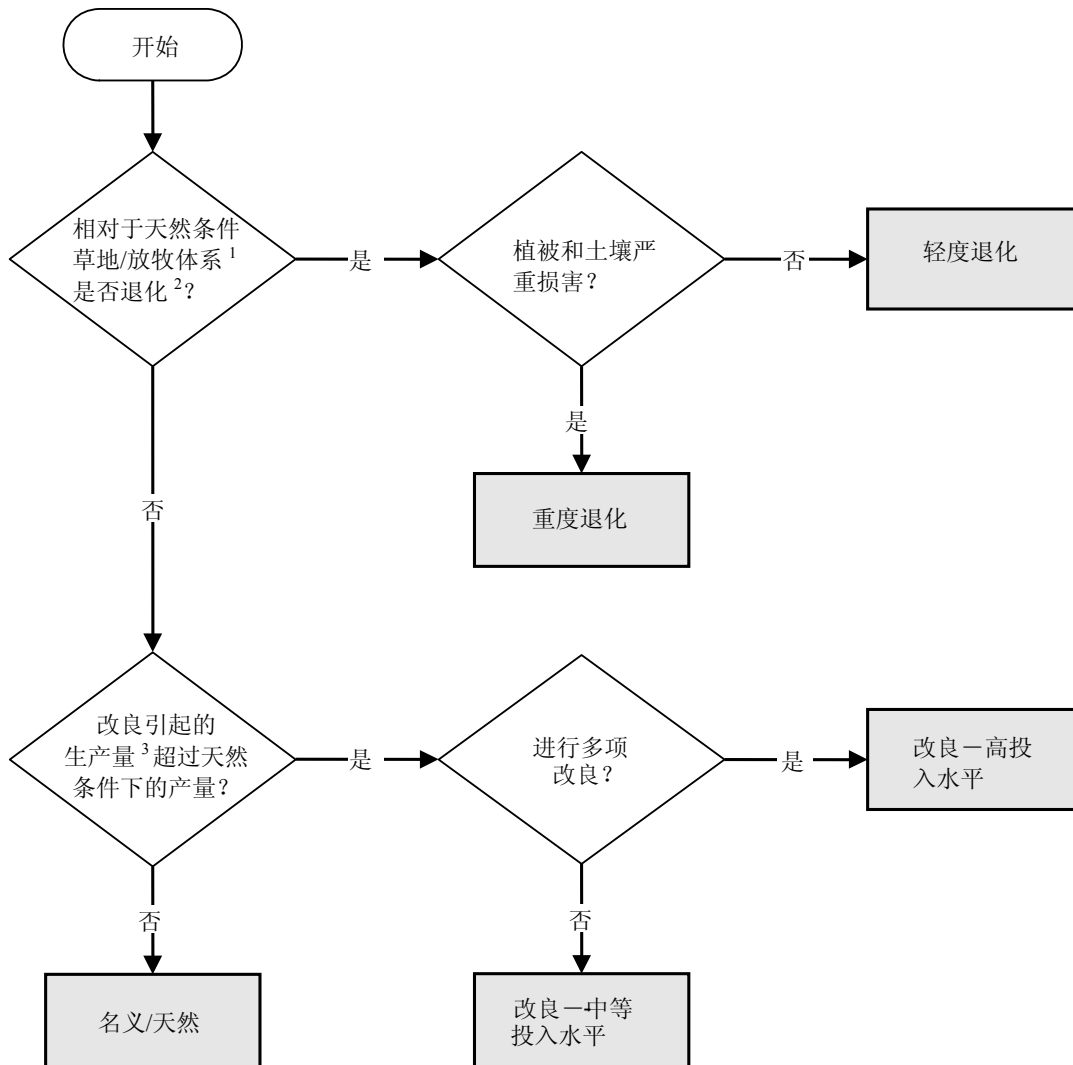 开始
相对于天然条件
草地/放牧体系 1
是否退化 2?
是
植被和土壤严
重损害?
否
轻度退化
是
重度退化
否
改良引起的
生产量 3 超过天然
条件下的产量?
是
进行多项
改良?
是
改良－高投
入水平
否
名义/天然
否
改良－中等
投入水平